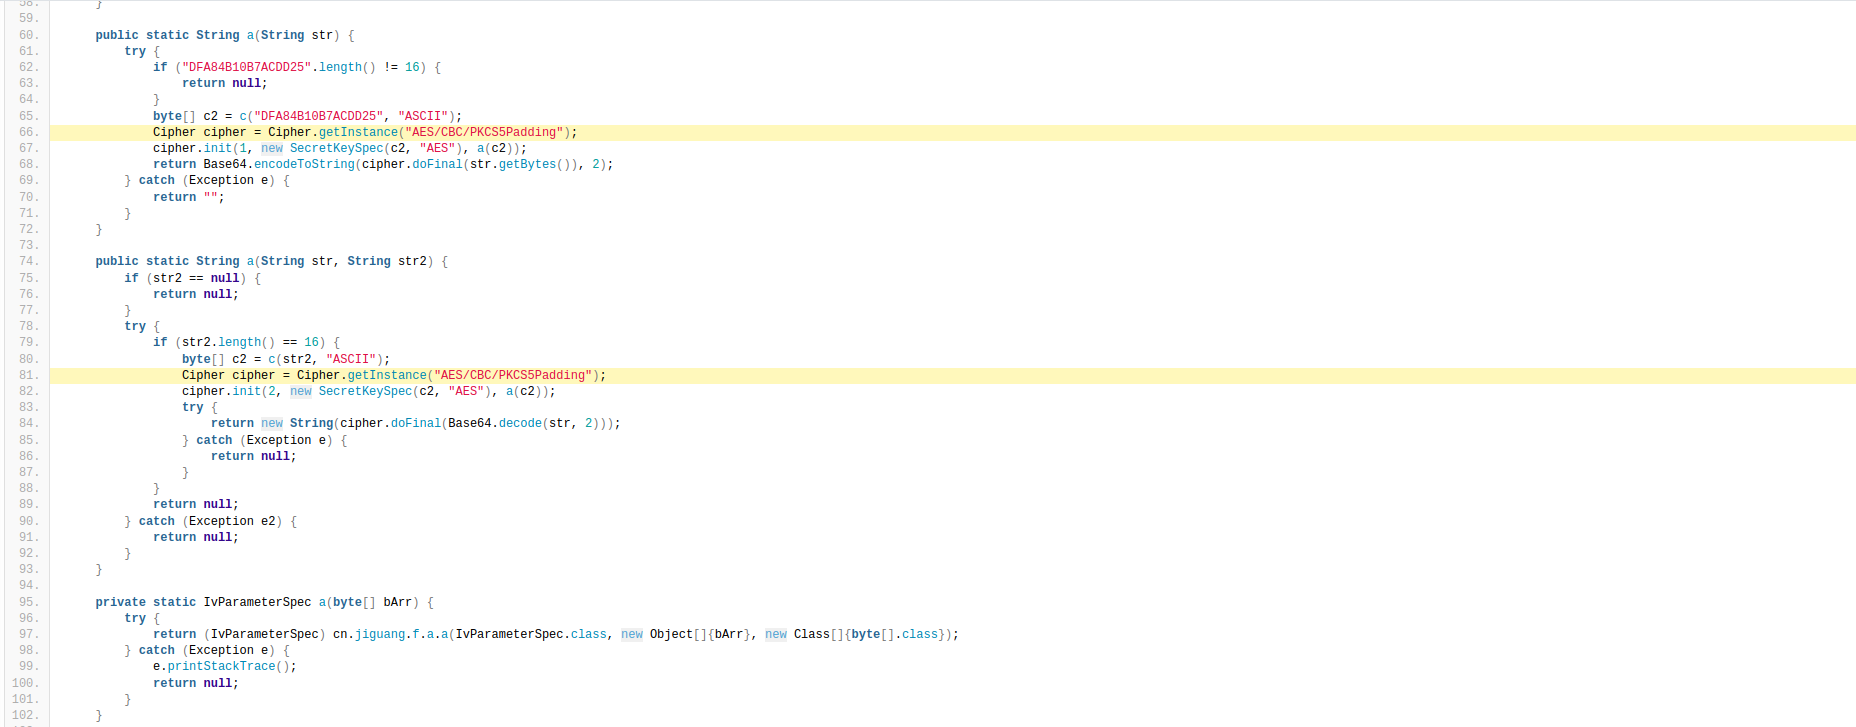 58.     }
59.
60.     public static String a(String str) {
61.         try {
62.             if ("DFA84B10B7ACDD25".length() != 16) {
63.                 return null;
64.             }
65.             byte[] c2 = c("DFA84B10B7ACDD25", "ASCII");
66.             Cipher cipher = Cipher.getInstance("AES/CBC/PKCS5Padding");
67.             cipher.init(1, new SecretKeySpec(c2, "AES"), a(c2));
68.             return Base64.encodeToString(cipher.doFinal(str.getBytes()), 2);
69.         } catch (Exception e) {
70.             return "";
71.         }
72.     }
73.
74.     public static String a(String str, String str2) {
75.         if (str2 == null) {
76.             return null;
77.         }
78.         try {
79.             if (str2.length() == 16) {
80.                 byte[] c2 = c(str2, "ASCII");
81.                 Cipher cipher = Cipher.getInstance("AES/CBC/PKCS5Padding");
82.                 cipher.init(2, new SecretKeySpec(c2, "AES"), a(c2));
83.                 try {
84.                     return new String(cipher.doFinal(Base64.decode(str, 2)));
85.                 } catch (Exception e) {
86.                     return null;
87.                 }
88.             }
89.             return null;
90.         } catch (Exception e2) {
91.             return null;
92.         }
93.     }
94.
95.     private static IvParameterSpec a(byte[] bArr) {
96.         try {
97.             return (IvParameterSpec) cn.jiguang.f.a.a(IvParameterSpec.class, new Object[]{bArr}, new Class[]{byte[].class});
98.         } catch (Exception e) {
99.             e.printStackTrace();
100.             return null;
101.         }
102.     }